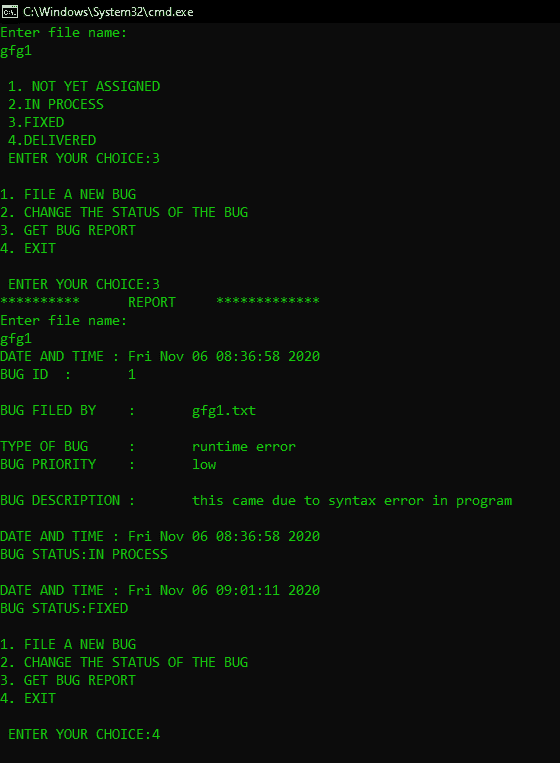 C:\Windows\System32\cmd.exe
Enter file name:
gfg1
1. NOT YET ASSIGNED
2.IN PROCESS
3.FIXED
4.DELIVERED
ENTER YOUR CHOICE:3
1. FILE A NEW BUG
2. CHANGE THE STATUS OF THE BUG
3. GET BUG REPORT
4. EXIT
ENTER YOUR CHOICE:3
********** REPORT *************
Enter file name:
gfg1
DATE AND TIME : Fri Nov 06 08:36:58 2020
BUG ID : 1
BUG FILED BY : gfg1.txt
TYPE OF BUG : runtime error
BUG PRIORITY : low
BUG DESCRIPTION : this came due to syntax error in program
DATE AND TIME : Fri Nov 06 08:36:58 2020
BUG STATUS:IN PROCESS
DATE AND TIME : Fri Nov 06 09:01:11 2020
BUG STATUS:FIXED
1. FILE A NEW BUG
2. CHANGE THE STATUS OF THE BUG
3. GET BUG REPORT
4. EXIT
ENTER YOUR CHOICE:4